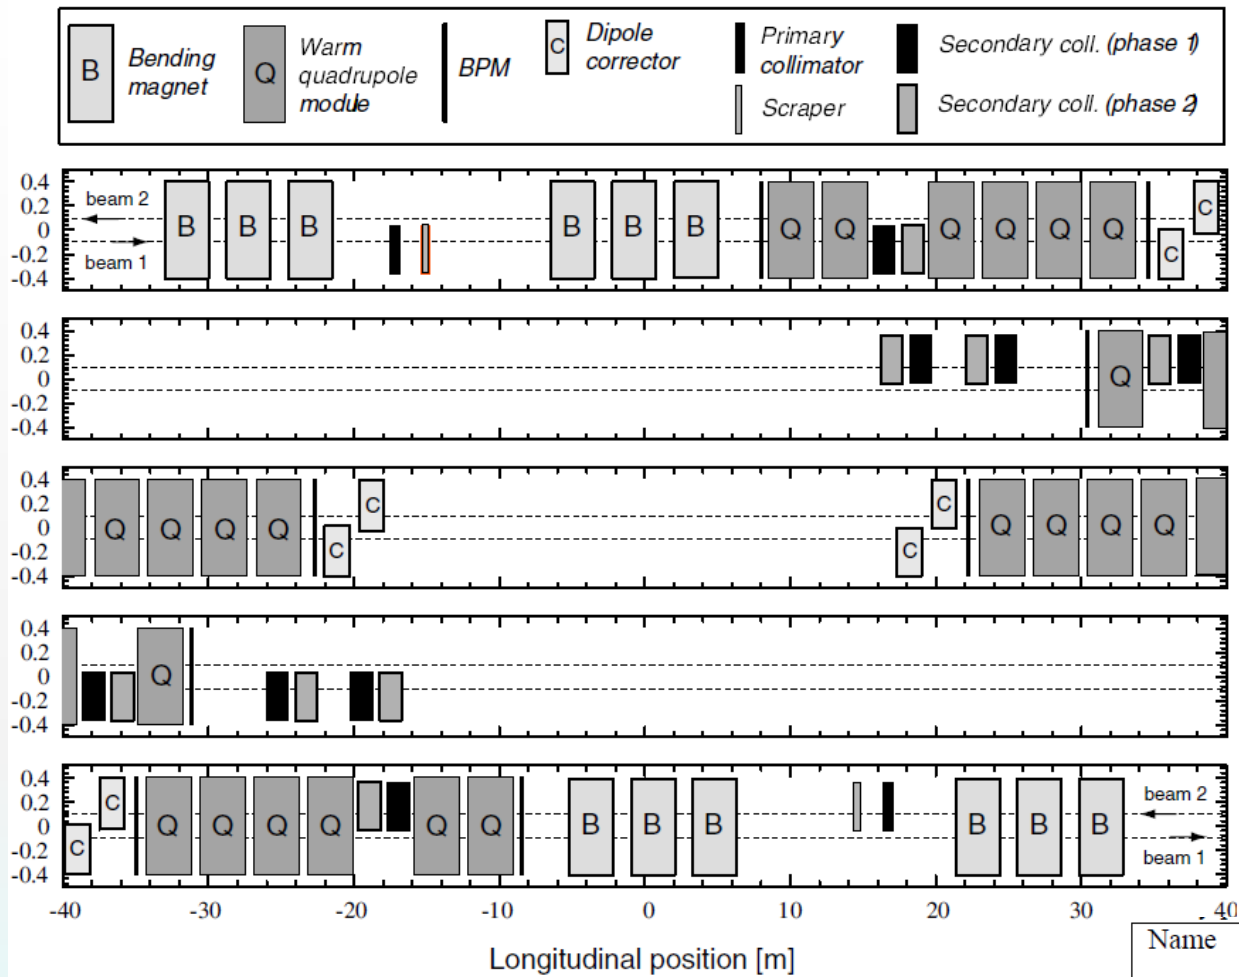 B Bending magnet
Q Warm quadrupole module
BPM
C Dipole corrector
Primary collimator
Scraper
Secondary coll. (phase 1)
Secondary coll. (phase 2)
0.4
0.2
0
-0.2
-0.4
beam 2
beam 1
B B B B B B Q Q Q Q Q Q C C
0.4
0.2
0
-0.2
-0.4
Q
0.4
0.2
0
-0.2
-0.4
Q Q Q Q C C C C Q Q Q Q
0.4
0.2
0
-0.2
-0.4
Q
0.4
0.2
0
-0.2
-0.4
C C Q Q Q Q Q Q B B B B B B
beam 2
beam 1
-40 -30 -20 -10 0 10 20 30 40
Longitudinal position [m]
Name